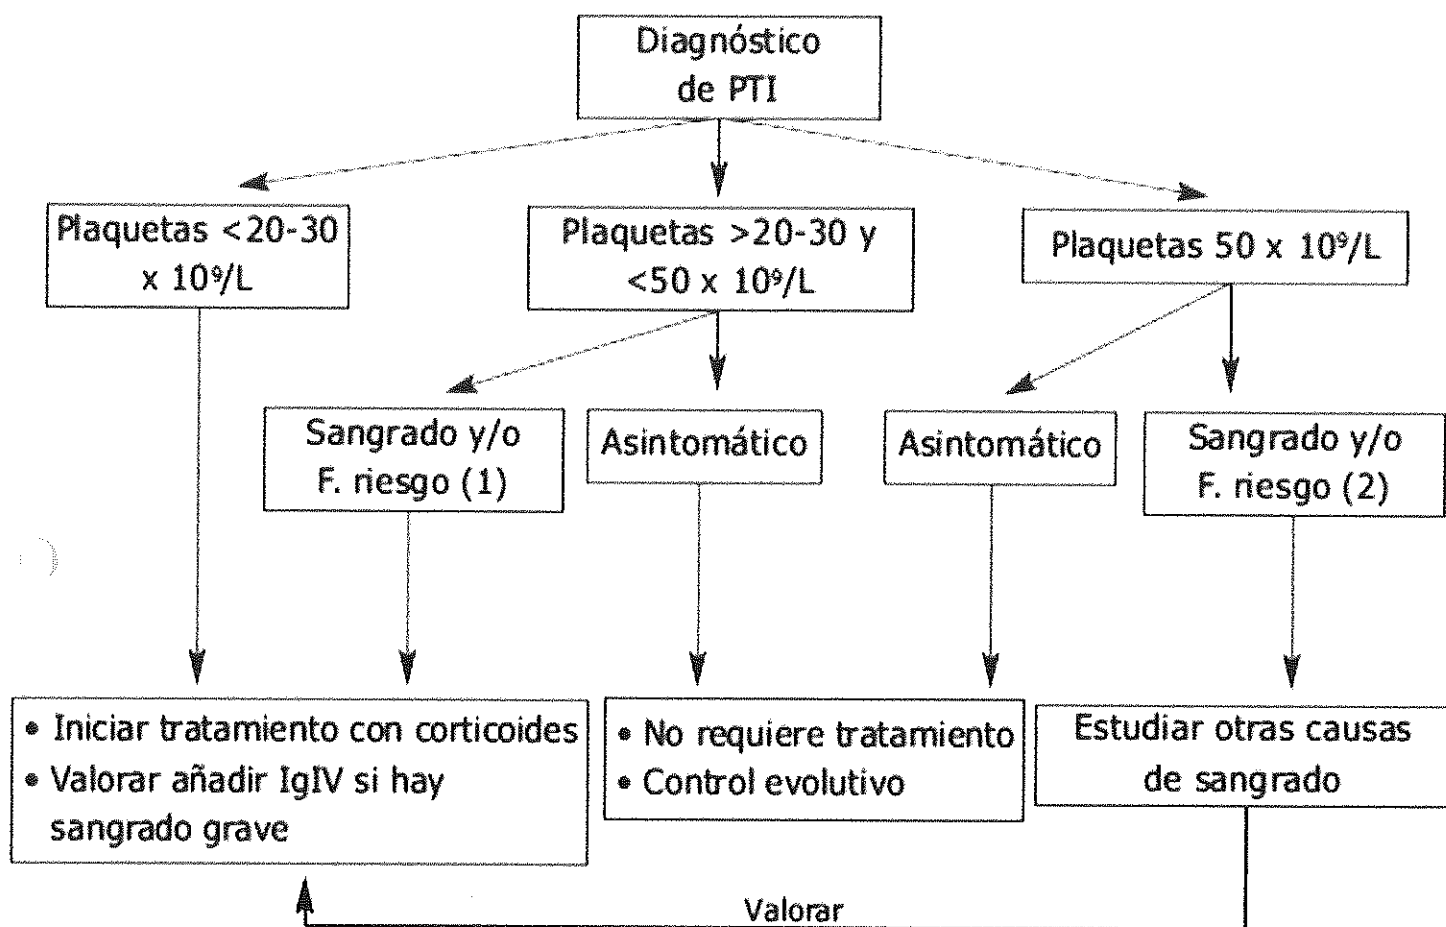 Diagnóstico
de PTI
Plaquetas <20-30
x 10⁹/L
Plaquetas >20-30 y
<50 x 10⁹/L
Plaquetas 50 x 10⁹/L
Sangrado y/o
F. riesgo (1)
Asintomático
Asintomático
Sangrado y/o
F. riesgo (2)
• Iniciar tratamiento con corticoides
• Valorar añadir IgIV si hay
sangrado grave
• No requiere tratamiento
• Control evolutivo
Estudiar otras causas
de sangrado
Valorar